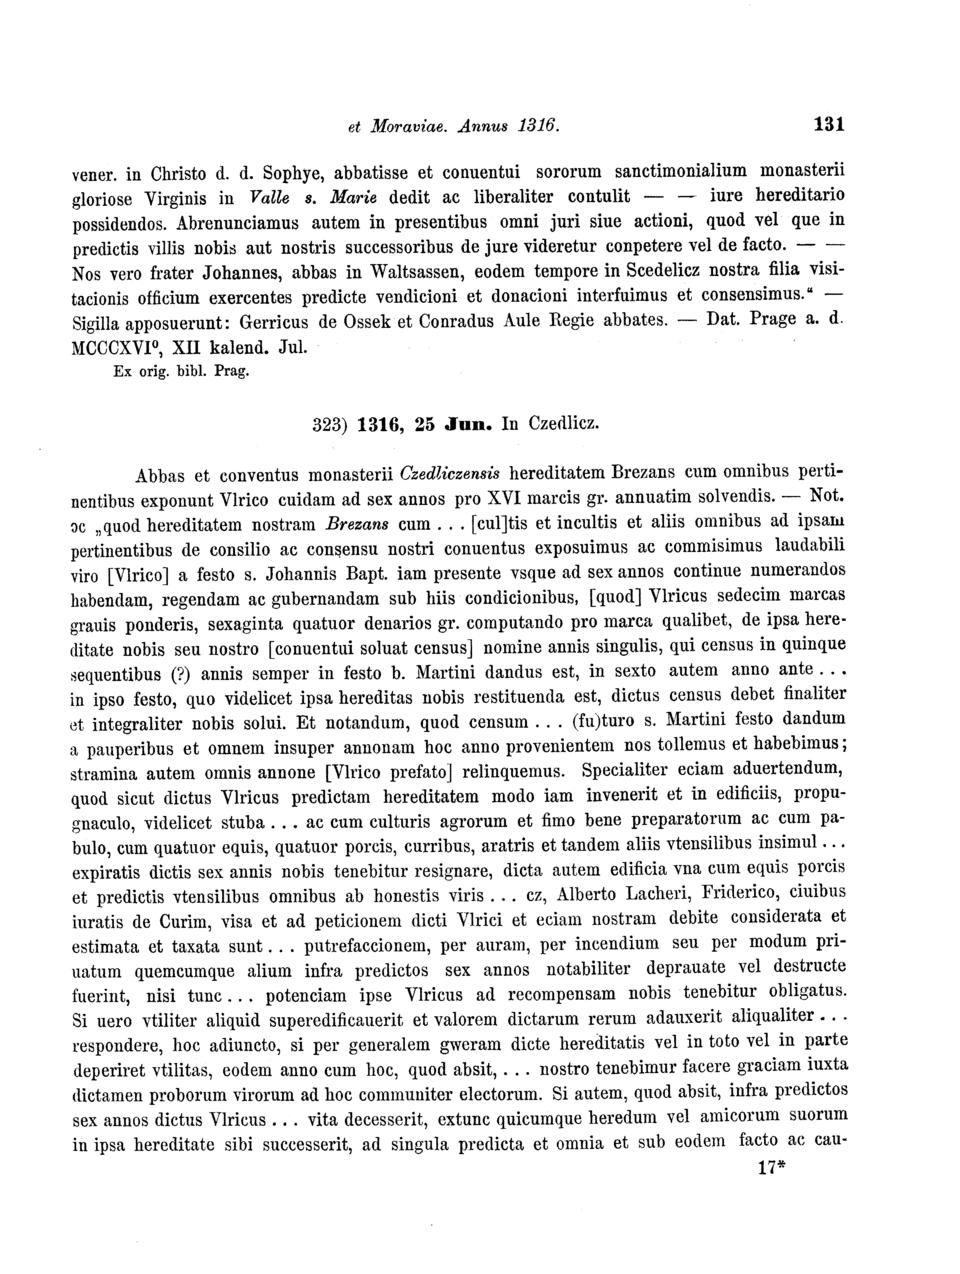 et Moraviae. Annus 1316. 131
vener. in Christo d. d. Sophye, abbatisse et conuentui sororum sanctimonialium monasterii
gloriose Virginis in Valle s. Marie dedit ac liberaliter contulit — — iure hereditario
possidendos. Abrenunciamus autem in presentibus omni juri siue actioni, quod vel que in
predictis villis nobis aut nostris successoribus de jure videretur conpetere vel de facto. — —
Nos vero frater Johannes, abbas in Waltsassen, eodem tempore in Scedelicz nostra filia visi-
tacionis officium exercentes predicte vendicioni et donacioni interfuimus et consensimus.“ —
Sigilla apposuerunt: Gerricus de Ossek et Conradus Aule Regie abbates. — Dat. Prage a. d.
MCCCXVI⁰, XII kalend. Jul.
Ex orig. bibl. Prag.
323) 1316, 25 Jun. In Czedlicz.
Abbas et conventus monasterii Czedliczensis hereditatem Brezans cum omnibus perti-
nentibus exponunt Vlrico cuidam ad sex annos pro XVI marcis gr. annuatim solvendis. — Not.
ɔc „quod hereditatem nostram Brezans cum . . . [cul]tis et incultis et aliis omnibus ad ipsam
pertinentibus de consilio ac consensu nostri conuentus exposuimus ac commisimus laudabili
viro [Vlrico] a festo s. Johannis Bapt. iam presente vsque ad sex annos continue numerandos
habendam, regendam ac gubernandam sub hiis condicionibus, [quod] Vlricus sedecim marcas
grauis ponderis, sexaginta quatuor denarios gr. computando pro marca qualibet, de ipsa here-
ditate nobis seu nostro [conuentui soluat census] nomine annis singulis, qui census in quinque
sequentibus (?) annis semper in festo b. Martini dandus est, in sexto autem anno ante . . .
in ipso festo, quo videlicet ipsa hereditas nobis restituenda est, dictus census debet finaliter
et integraliter nobis solui. Et notandum, quod censum . . . (fu)turo s. Martini festo dandum
a pauperibus et omnem insuper annonam hoc anno provenientem nos tollemus et habebimus;
stramina autem omnis annone [Vlrico prefato] relinquemus. Specialiter eciam aduertendum,
quod sicut dictus Vlricus predictam hereditatem modo iam invenerit et in edificiis, propu-
gnaculo, videlicet stuba . . . ac cum culturis agrorum et fimo bene preparatorum ac cum pa-
bulo, cum quatuor equis, quatuor porcis, curribus, aratris et tandem aliis vtensilibus insimul . . .
expiratis dictis sex annis nobis tenebitur resignare, dicta autem edificia vna cum equis porcis
et predictis vtensilibus omnibus ab honestis viris . . . cz, Alberto Lacheri, Friderico, ciuibus
iuratis de Curim, visa et ad peticionem dicti Vlrici et eciam nostram debite considerata et
estimata et taxata sunt . . . putrefaccionem, per auram, per incendium seu per modum pri-
uatum quemcumque alium infra predictos sex annos notabiliter deprauate vel destructe
fuerint, nisi tunc . . . potenciam ipse Vlricus ad recompensam nobis tenebitur obligatus.
Si uero vtiliter aliquid superedificauerit et valorem dictarum rerum adauxerit aliqualiter . . .
respondere, hoc adiuncto, si per generalem gweram dicte hereditatis vel in toto vel in parte
deperiret vtilitas, eodem anno cum hoc, quod absit, . . . nostro tenebimur facere graciam iuxta
dictamen proborum virorum ad hoc communiter electorum. Si autem, quod absit, infra predictos
sex annos dictus Vlricus . . . vita decesserit, extunc quicumque heredum vel amicorum suorum
in ipsa hereditate sibi successerit, ad singula predicta et omnia et sub eodem facto ac cau-
17*